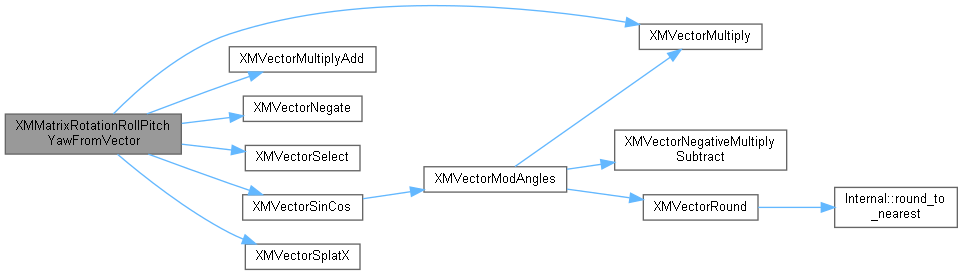 XMMatrixRotationRollPitch
YawFromVector
XMVectorMultiplyAdd
XMVectorNegate
XMVectorSelect
XMVectorSinCos
XMVectorSplatX
XMVectorModAngles
XMVectorMultiply
XMVectorNegativeMultiply
Subtract
XMVectorRound
Internal::round_to
_nearest